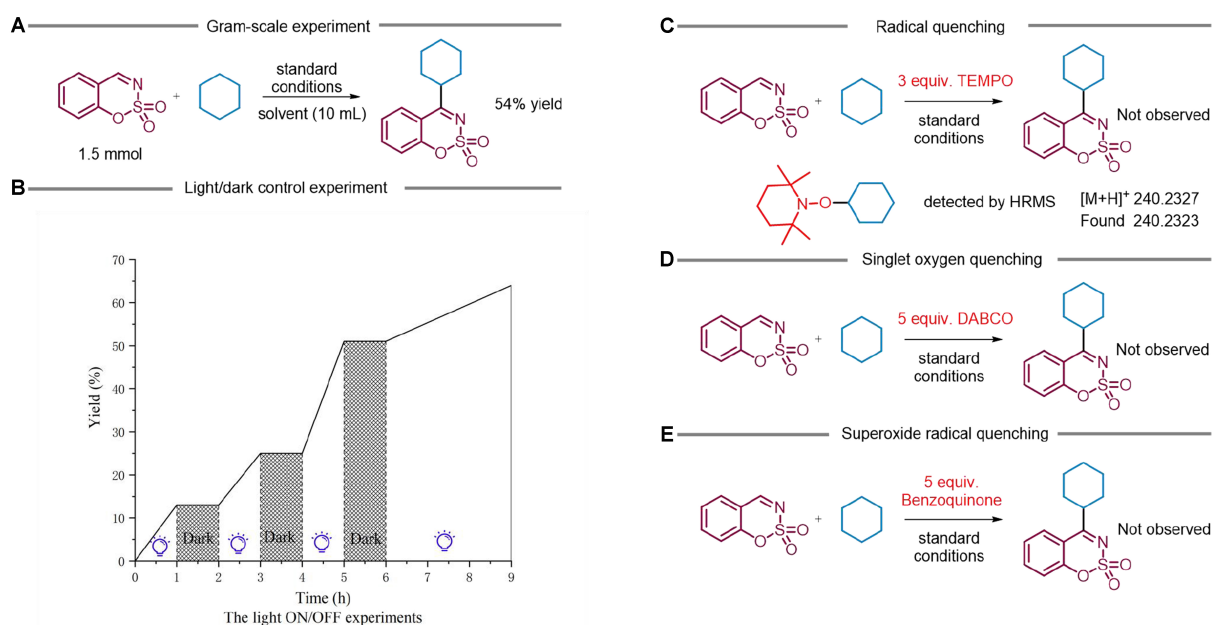 A
Gram-scale experiment
N
S
O
O
O
+
standard
conditions
solvent (10 mL)
N
S
O
O
O
54% yield
1.5 mmol
B
Light/dark control experiment
70
60
50
40
30
20
10
0
Yield (%)
Dark
Dark
Dark
0 1 2 3 4 5 6 7 8 9
Time (h)
The light ON/OFF experiments
C
Radical quenching
N
S
O
O
O
+
3 equiv. TEMPO
standard
conditions
N
S
O
O
O
Not observed
N
O
detected by HRMS
[M+H]⁺ 240.2327
Found 240.2323
D
Singlet oxygen quenching
N
S
O
O
O
+
5 equiv. DABCO
standard
conditions
N
S
O
O
O
Not observed
E
Superoxide radical quenching
N
S
O
O
O
+
5 equiv.
Benzoquinone
standard
conditions
N
S
O
O
O
Not observed